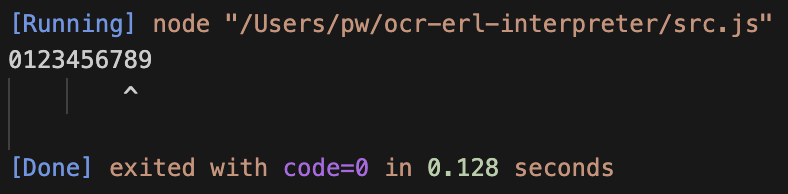 [Running] node "/Users/pw/ocr-erl-interpreter/src.js"
0123456789
        ^
[Done] exited with code=0 in 0.128 seconds